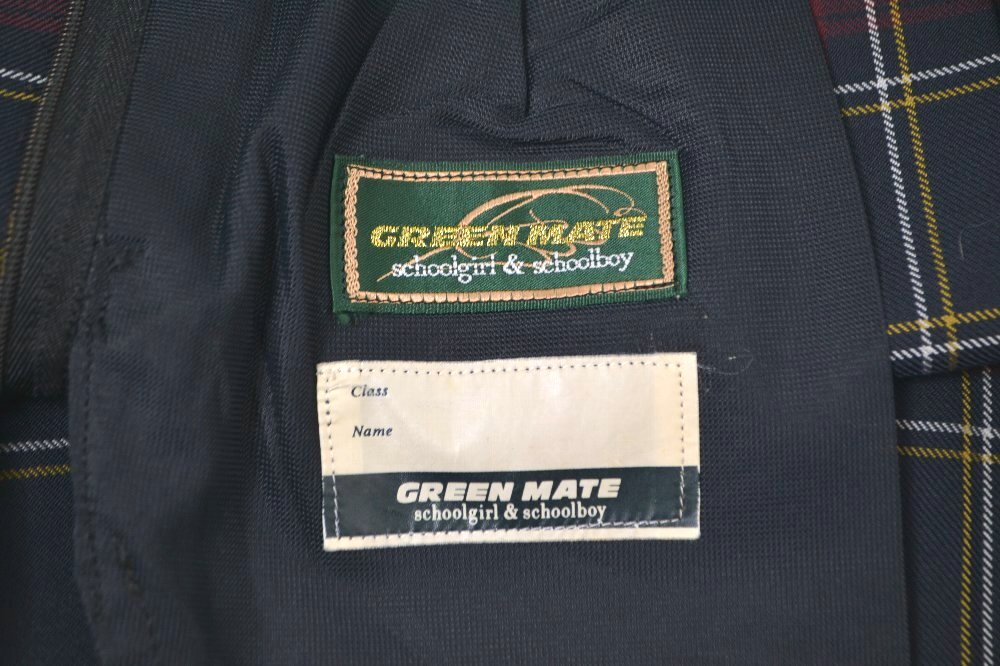 GREEN MATE
schoolgirl & schoolboy
Class
Name
GREEN MATE
schoolgirl & schoolboy